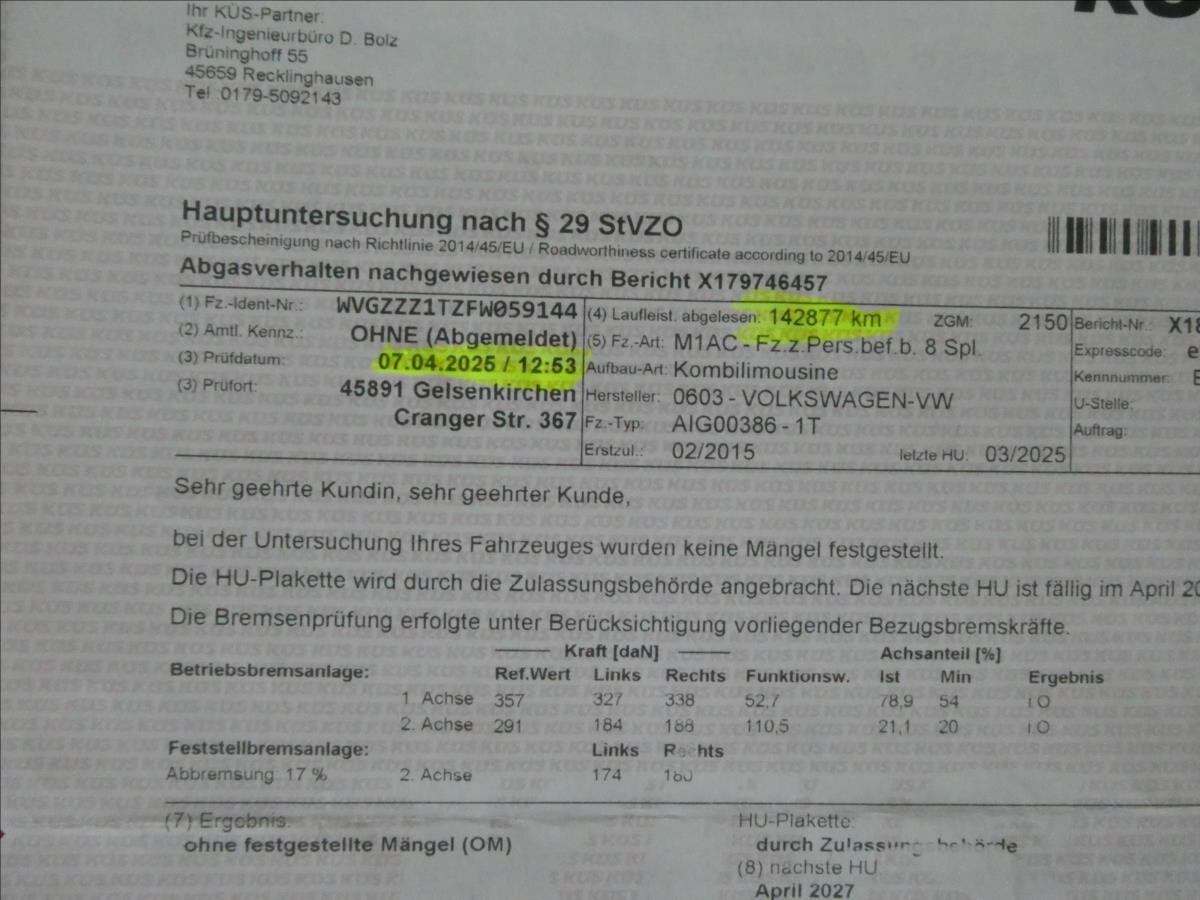 Ihr KÜS-Partner:
Kfz-Ingenieurbüro D. Bolz
Brüninghoff 55
45659 Recklinghausen
Tel 0179-5092143
Hauptuntersuchung nach § 29 StVZO
Prüfbescheinigung nach Richtlinie 2014/45/EU / Roadworthiness certificate according to 2014/45/EU
Abgasverhalten nachgewiesen durch Bericht X179746457
(1) Fz.-Ident-Nr.: WVGZZZ1TZFW059144
(2) Amtl. Kennz.: OHNE (Abgemeldet)
(3) Prüfdatum: 07.04.2025 / 12:53
(3) Prüfort: 45891 Gelsenkirchen
Cranger Str. 367
(4) Laufleist. abgelesen: 142877 km ZGM: 2150
(5) Fz.-Art: M1AC - Fz.z.Pers.bef.b. 8 Spl.
Aufbau-Art: Kombilimousine
Hersteller: 0603 - VOLKSWAGEN-VW
Fz.-Typ: AIG00386 - 1T
Erstzul.: 02/2015 letzte HU: 03/2025
Bericht-Nr.: X18
Expresscode: e
Kennnummer:
U-Stelle:
Auftrag:
Sehr geehrte Kundin, sehr geehrter Kunde,
bei der Untersuchung Ihres Fahrzeuges wurden keine Mängel festgestellt.
Die HU-Plakette wird durch die Zulassungsbehörde angebracht. Die nächste HU ist fällig im April 20
Die Bremsenprüfung erfolgte unter Berücksichtigung vorliegender Bezugsbremskräfte.
Kraft [daN] Achsanteil [%]
Betriebsbremsanlage: Ref.Wert Links Rechts Funktionsw. Ist Min Ergebnis
1. Achse 357 327 338 52,7 78,9 54 I.O
2. Achse 291 184 188 110,5 21,1 20 I.O
Feststellbremsanlage: Links Rechts
Abbremsung 17 % 2. Achse 174
(7) Ergebnis:
ohne festgestellte Mängel (OM)
HU-Plakette:
durch Zulassungsbehörde
(8) nächste HU
April 2027